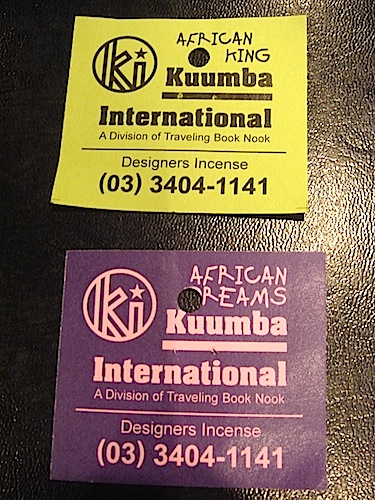 AFRICAN
KING
Ki
Kuumba
International
A Division of Traveling Book Nook
Designers Incense
(03) 3404-1141
AFRICAN
DREAMS
Ki
Kuumba
International
A Division of Traveling Book Nook
Designers Incense
(03) 3404-1141